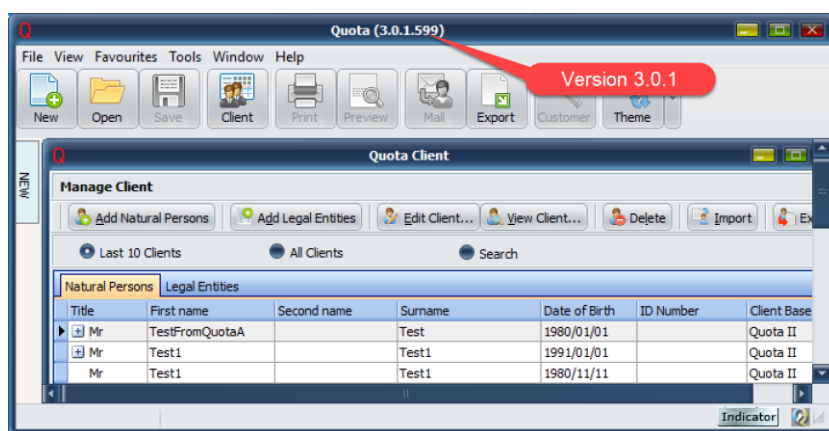 Q Quota (3.0.1.599)
File View Favourites Tools Window Help
Version 3.0.1
New Open Save Client Print Preview Mail Export Customer Theme
NEW
Q Quota Client
Manage Client
Add Natural Persons Add Legal Entities Edit Client... View Client... Delete Import Ex
Last 10 Clients All Clients Search
Natural Persons Legal Entities
Title First name Second name Surname Date of Birth ID Number Client Base
Mr TestFromQuotaA Test 1980/01/01 Quota II
Mr Test1 Test1 1991/01/01 Quota II
Mr Test1 Test1 1980/11/11 Quota II
Indicator